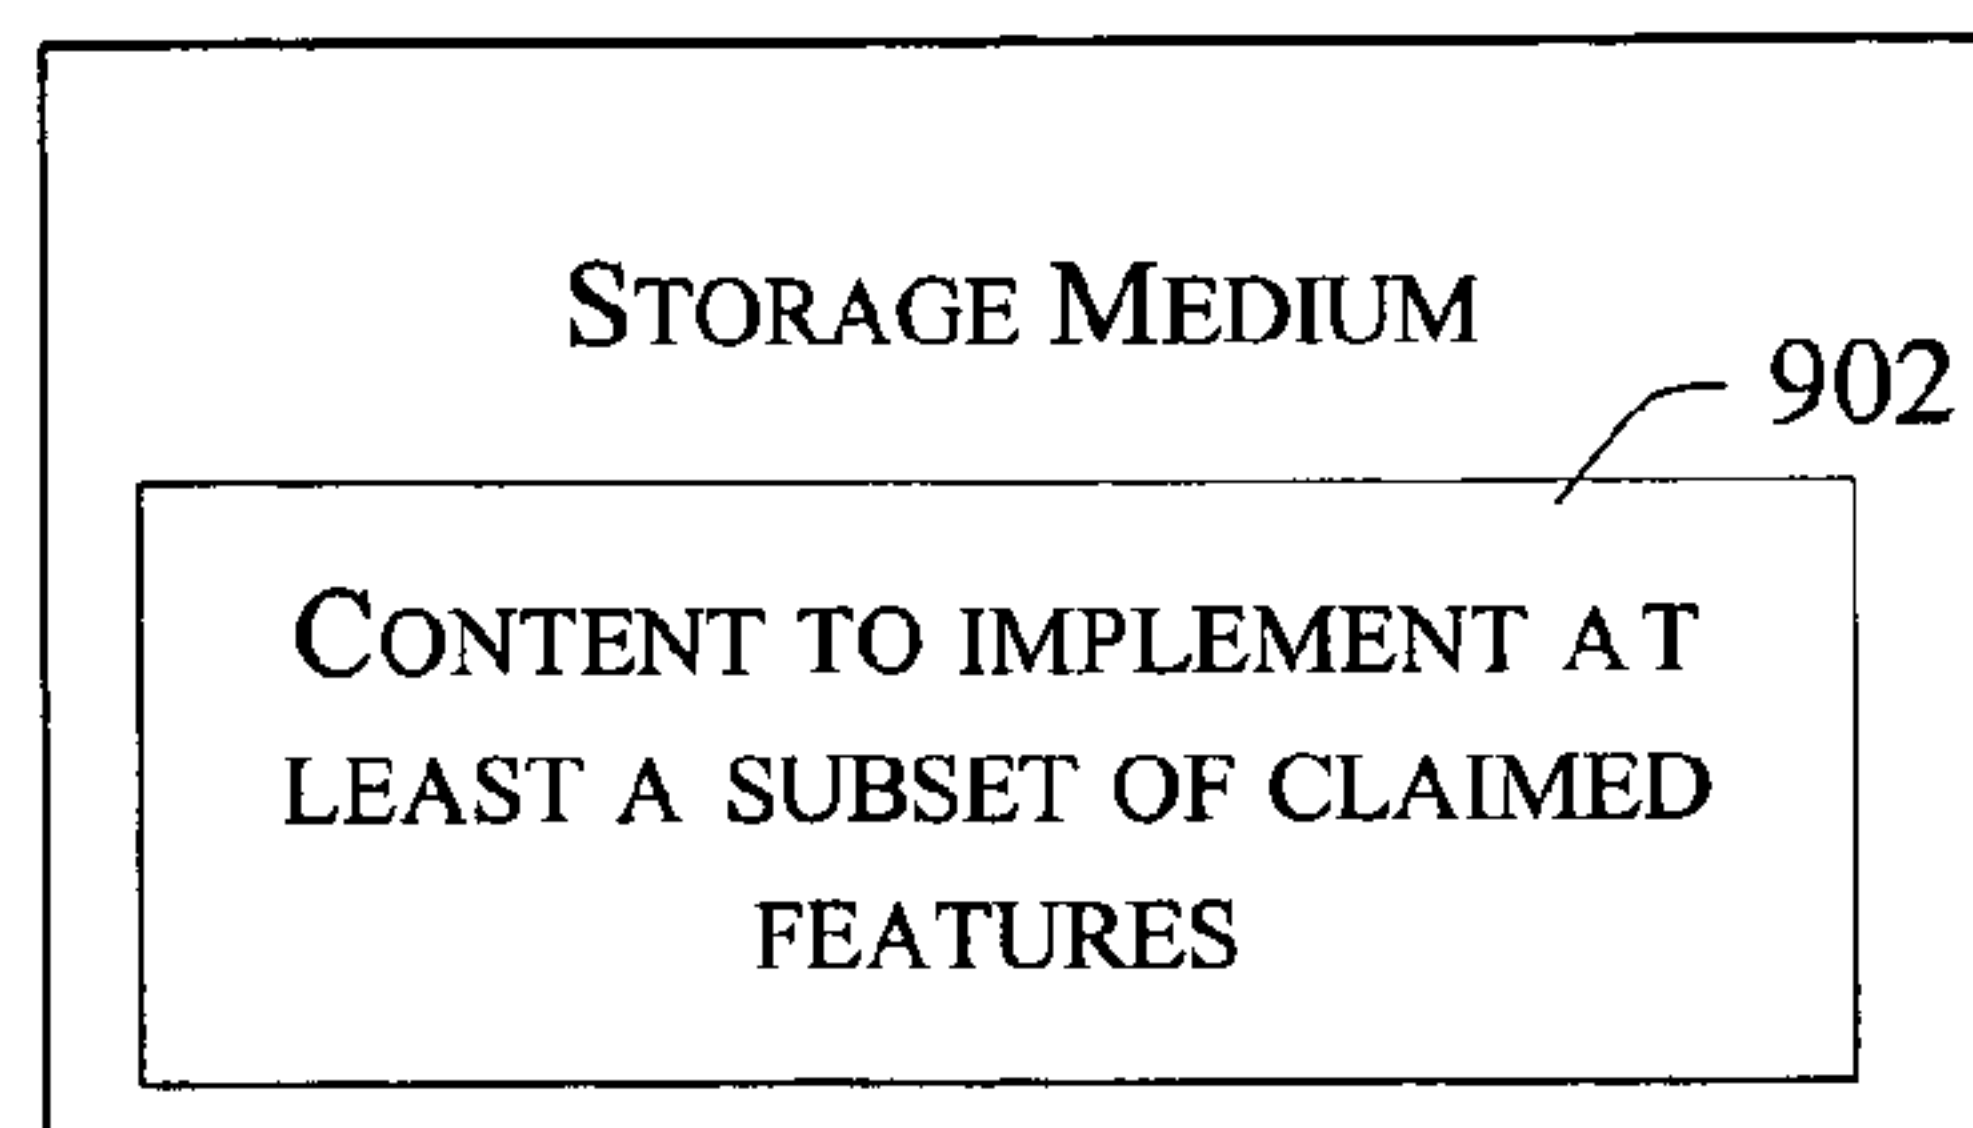 STORAGE MEDIUM
902
CONTENT TO IMPLEMENT AT
LEAST A SUBSET OF CLAIMED
FEATURES